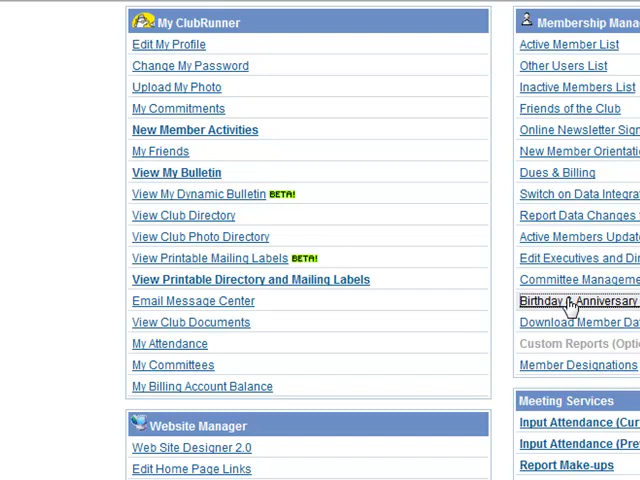 My ClubRunner
Edit My Profile
Change My Password
Upload My Photo
My Commitments
New Member Activities
My Friends
View My Bulletin
View My Dynamic Bulletin BETA!
View Club Directory
View Club Photo Directory
View Printable Mailing Labels BETA!
View Printable Directory and Mailing Labels
Email Message Center
View Club Documents
My Attendance
My Committees
My Billing Account Balance
Website Manager
Web Site Designer 2.0
Edit Home Page Links
Membership Mana
Active Member List
Other Users List
Inactive Members List
Friends of the Club
Online Newsletter Sign
New Member Orientati
Dues & Billing
Switch on Data Integra
Report Data Changes
Active Members Updat
Edit Executives and Dir
Committee Manageme
Birthday & Anniversary
Download Member Da
Custom Reports (Opti
Member Designations
Meeting Services
Input Attendance (Cur
Input Attendance (Pre
Report Make-ups